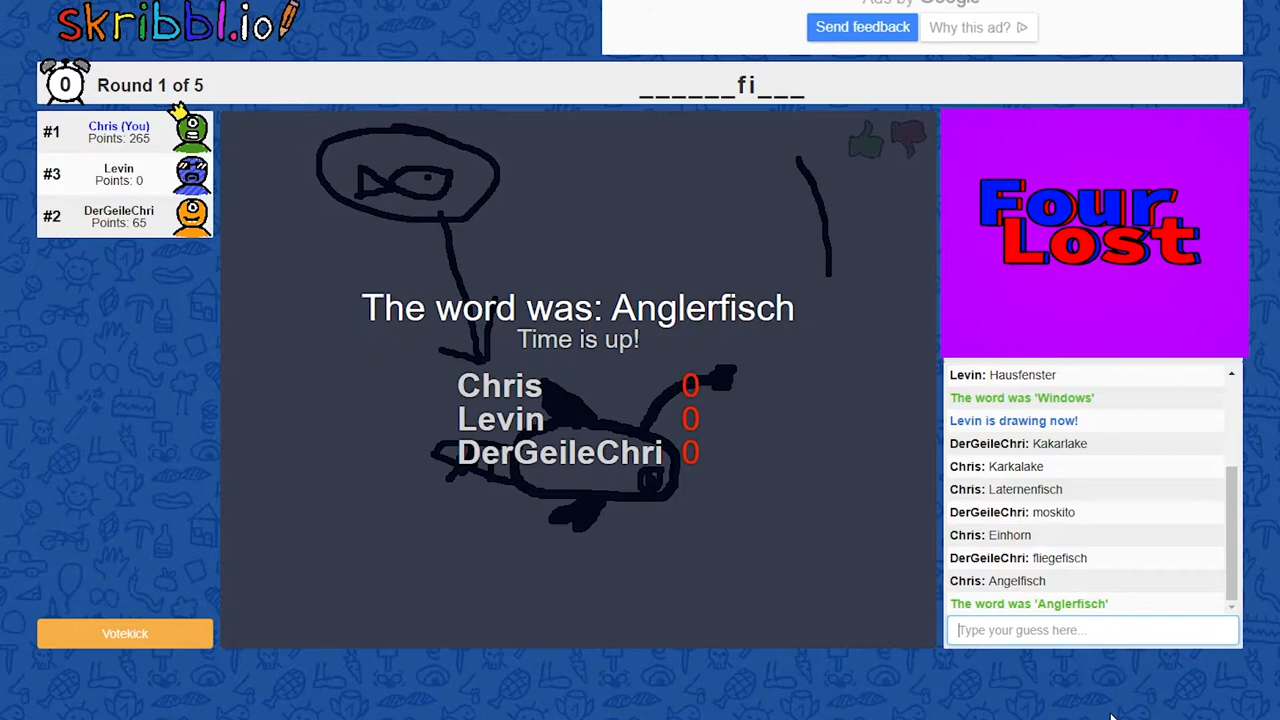 Ads by Google
skribbl.io
Send feedback
Why this ad?
0
Round 1 of 5
______fi___
#1
Chris (You)
Points: 265
#3
Levin
Points: 0
#2
DerGeileChri
Points: 65
The word was: Anglerfisch
Time is up!
Chris 0
Levin 0
DerGeileChri 0
Four
Lost
Levin: Hausfenster
The word was 'Windows'
Levin is drawing now!
DerGeileChri: Kakarlake
Chris: Karkalake
Chris: Laternenfisch
DerGeileChri: moskito
Chris: Einhorn
DerGeileChri: fliegefisch
Chris: Angelfisch
The word was 'Anglerfisch'
Type your guess here...
Votekick